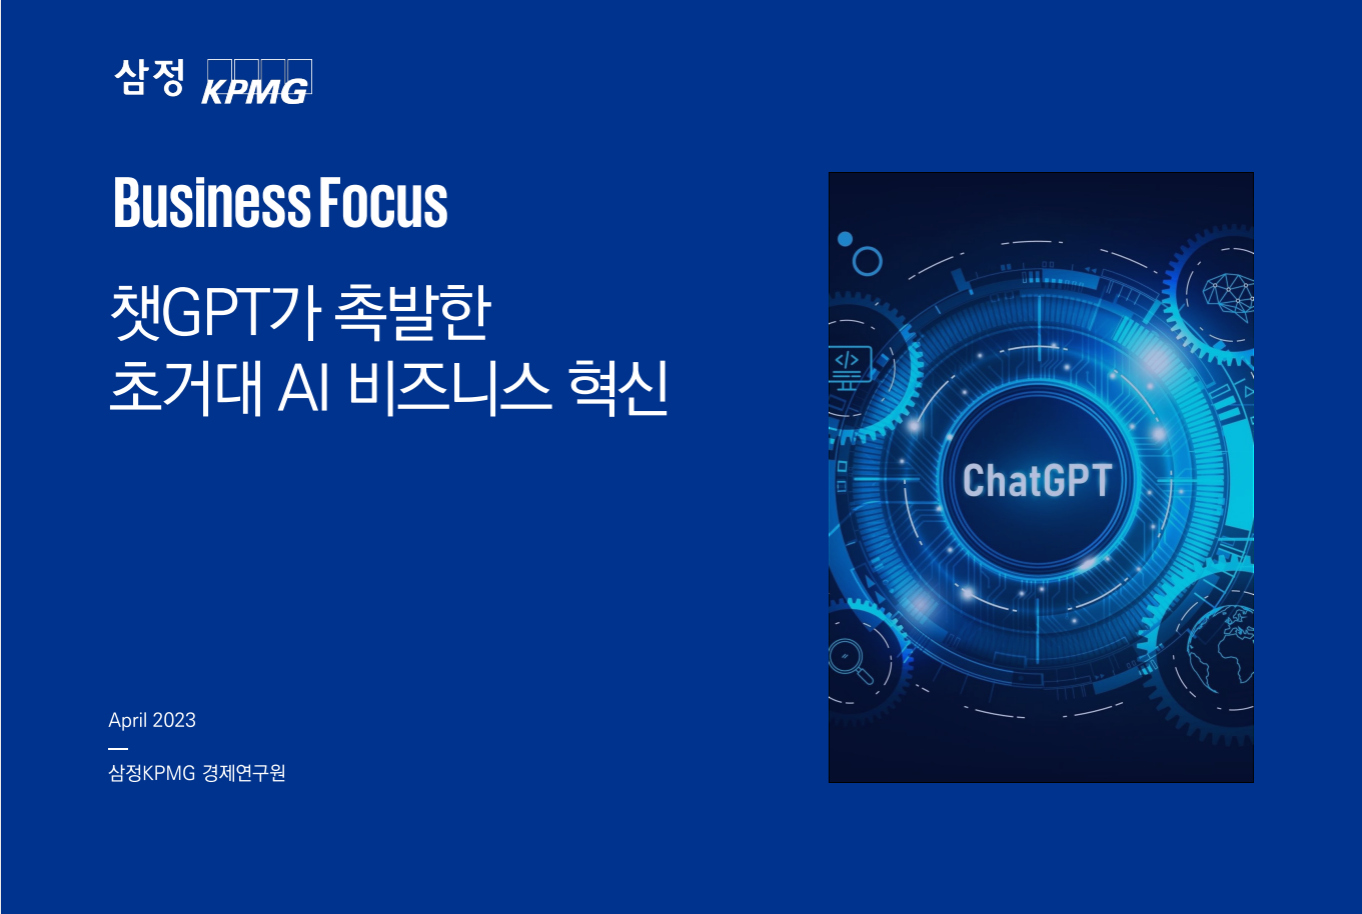 삼정 KPMG
Business Focus
챗GPT가 촉발한
초거대 AI 비즈니스 혁신
ChatGPT
April 2023
삼정KPMG 경제연구원